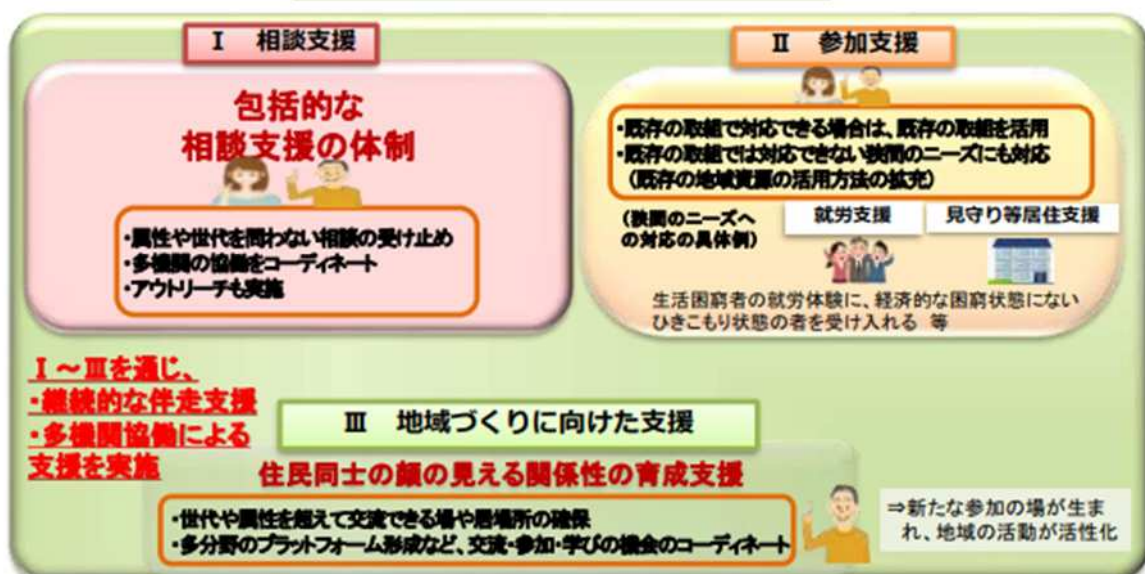 Ⅰ 相談支援
包括的な
相談支援の体制
・属性や世代を問わない相談の受け止め
・多機関の協働をコーディネート
・アウトリーチも実施
Ⅱ 参加支援
・既存の取組で対応できる場合は、既存の取組を活用
・既存の取組では対応できない狭間のニーズにも対応
（既存の地域資源の活用方法の拡充）
（狭間のニーズへ
の対応の具体例）
就労支援
見守り等居住支援
生活困窮者の就労体験に、経済的な困窮状態にない
ひきこもり状態の者を受け入れる 等
Ⅰ～Ⅲを通じ、
・継続的な伴走支援
・多機関協働による
支援を実施
Ⅲ 地域づくりに向けた支援
住民同士の顔の見える関係性の育成支援
・世代や属性を超えて交流できる場や居場所の確保
・多分野のプラットフォーム形成など、交流・参加・学びの機会のコーディネート
⇒新たな参加の場が生ま
れ、地域の活動が活性化